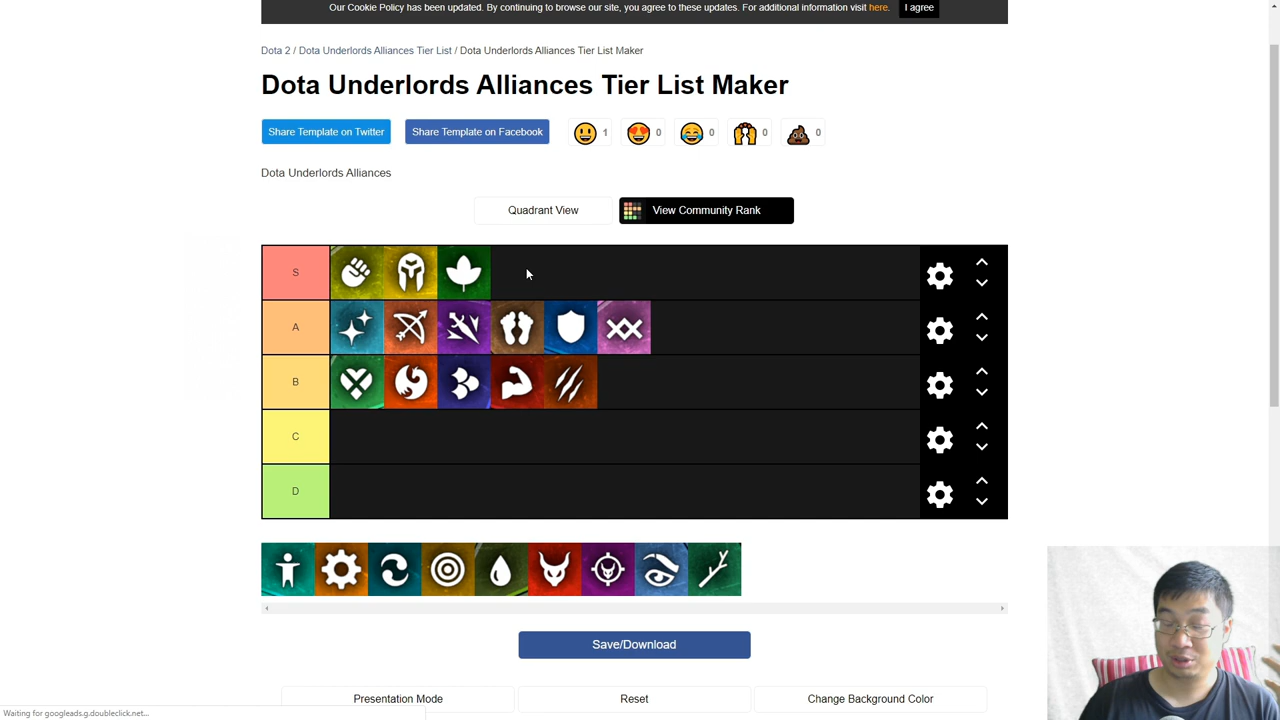 Our Cookie Policy has been updated. By continuing to browse our site, you agree to these updates. For additional information visit here. I agree
Dota 2 / Dota Underlords Alliances Tier List / Dota Underlords Alliances Tier List Maker
Dota Underlords Alliances Tier List Maker
Share Template on Twitter Share Template on Facebook 1 0 0 0 0
Dota Underlords Alliances
Quadrant View View Community Rank
S
A
B
C
D
Save/Download
Presentation Mode Reset Change Background Color
Waiting for googleads.g.doubleclick.net...